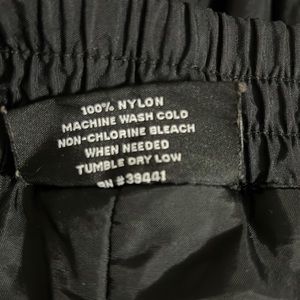 100% NYLON
MACHINE WASH COLD
NON-CHLORINE BLEACH
WHEN NEEDED
TUMBLE DRY LOW
RN #39441